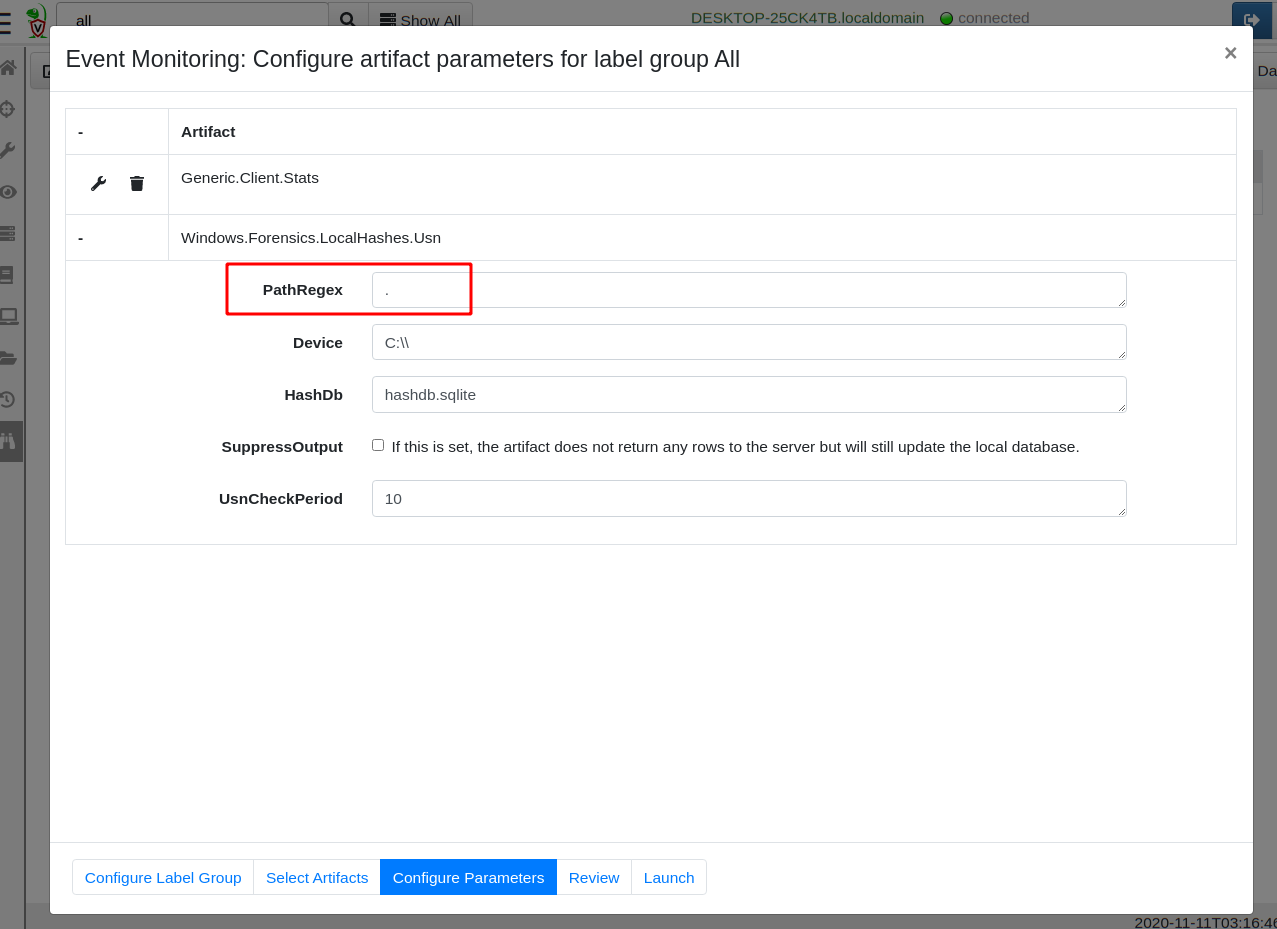 all
Show All
DESKTOP-25CK4TB.localdomain
connected
Event Monitoring: Configure artifact parameters for label group All
×
Da
-
Artifact
Generic.Client.Stats
-
Windows.Forensics.LocalHashes.Usn
PathRegex
.
Device
C:\\
HashDb
hashdb.sqlite
SuppressOutput
If this is set, the artifact does not return any rows to the server but will still update the local database.
UsnCheckPeriod
10
Configure Label Group
Select Artifacts
Configure Parameters
Review
Launch
2020-11-11T03:16:46